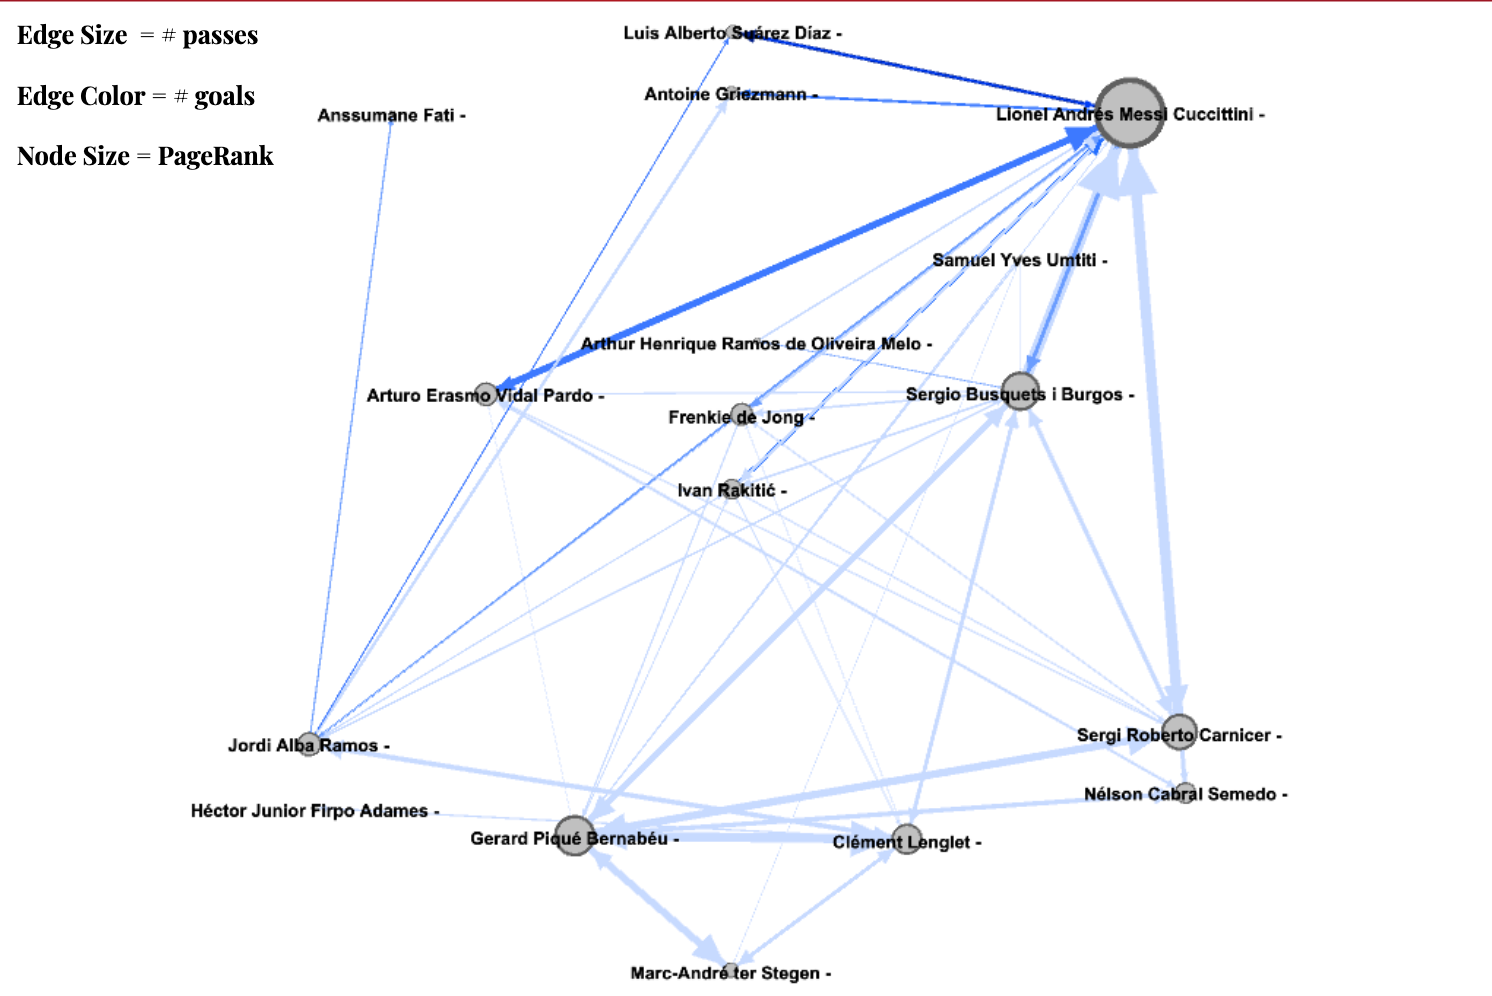 Edge Size = # passes
Edge Color = # goals
Node Size = PageRank
Luis Alberto Suárez Díaz -
Antoine Griezmann -
Anssumane Fati -
Lionel Andrés Messi Cuccittini -
Samuel Yves Umtiti -
Arthur Henrique Ramos de Oliveira Melo -
Arturo Erasmo Vidal Pardo -
Sergio Busquets i Burgos -
Frenkie de Jong -
Ivan Rakitić -
Jordi Alba Ramos -
Sergi Roberto Carnicer -
Nélson Cabral Semedo -
Héctor Junior Firpo Adames -
Gerard Piqué Bernabéu -
Clément Lenglet -
Marc-André ter Stegen -